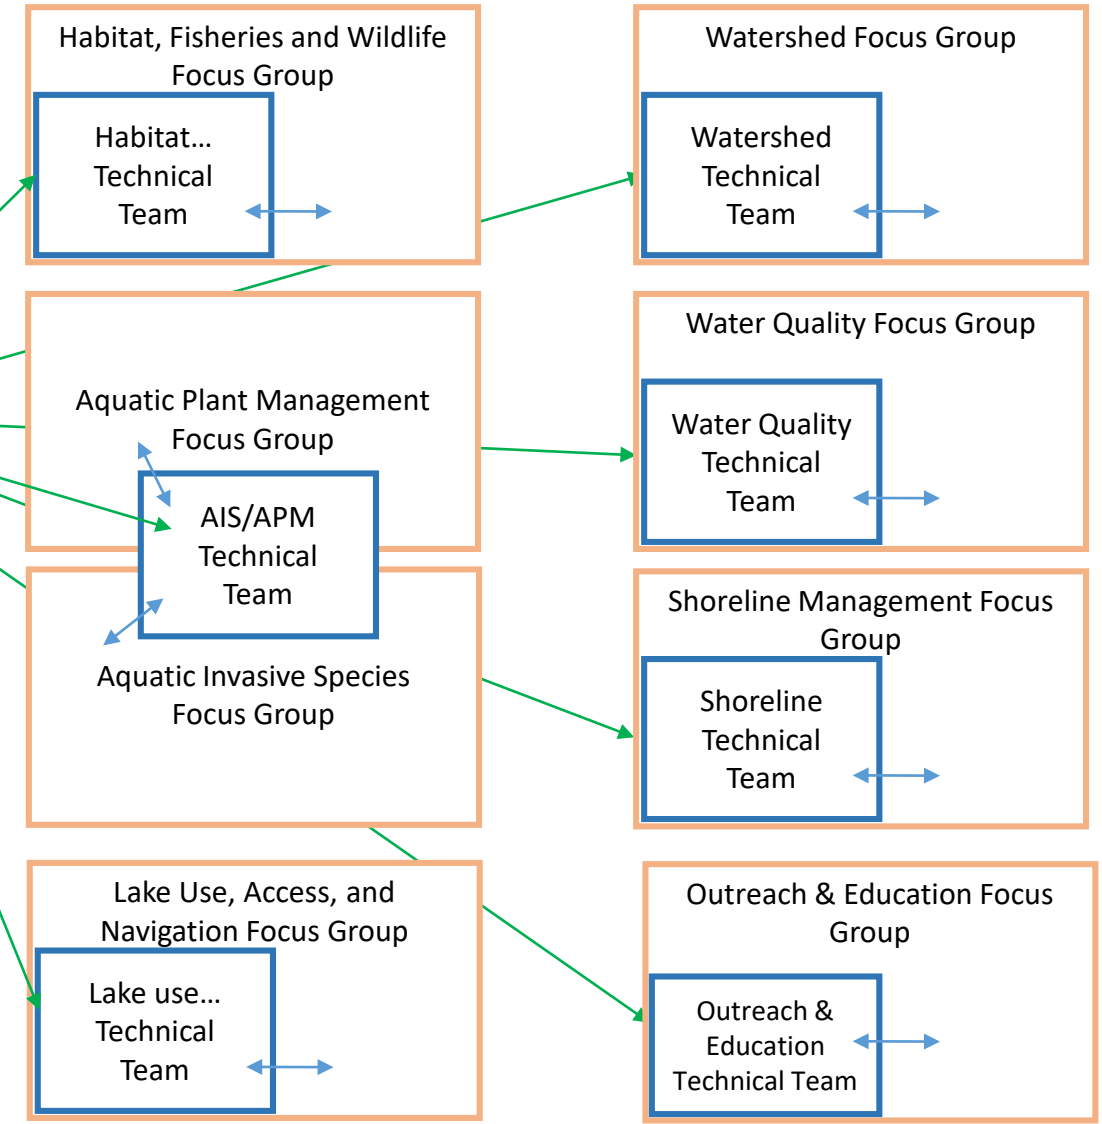 Habitat, Fisheries and Wildlife
Focus Group
Habitat…
Technical
Team
Watershed Focus Group
Watershed
Technical
Team
Aquatic Plant Management
Focus Group
AIS/APM
Technical
Team
Aquatic Invasive Species
Focus Group
Water Quality Focus Group
Water Quality
Technical
Team
Shoreline Management Focus
Group
Shoreline
Technical
Team
Lake Use, Access, and
Navigation Focus Group
Lake use…
Technical
Team
Outreach & Education Focus
Group
Outreach &
Education
Technical Team